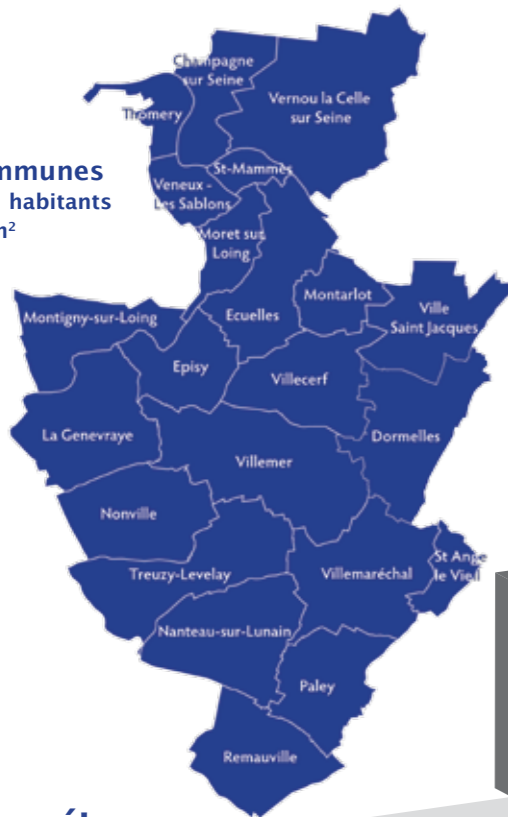 Champagne
sur Seine
Vernou la Celle
sur Seine
Thomery
mmunes
habitants
m²
St-Mammès
Veneux -
Les Sablons
Moret sur
Loing
Montarlot
Ville
Saint Jacques
Montigny-sur-Loing
Ecuelles
Episy
Villecerf
La Genevraye
Dormelles
Villemer
Nonville
St Ange
le Vieil
Treuzy-Levelay
Villemaréchal
Nanteau-sur-Lunain
Paley
Remauville